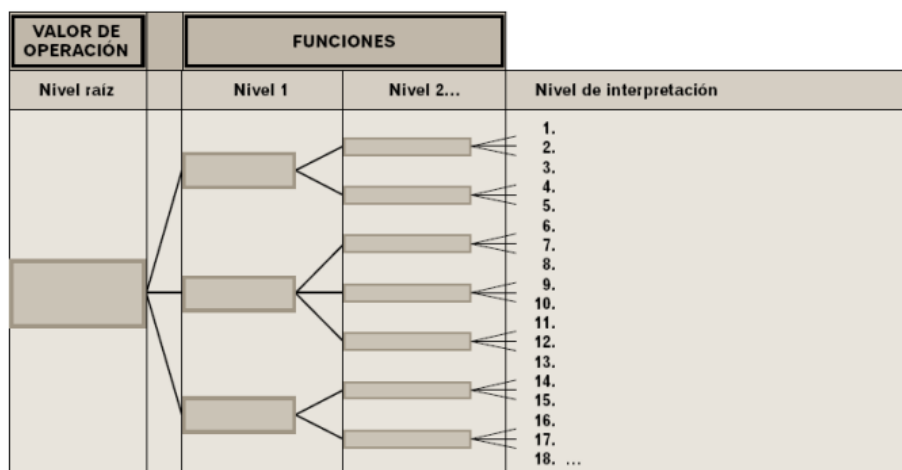 VALOR DE
OPERACIÓN
FUNCIONES
Nivel raíz
Nivel 1
Nivel 2...
Nivel de interpretación
1.
2.
3.
4.
5.
6.
7.
8.
9.
10.
11.
12.
13.
14.
15.
16.
17.
18. ...